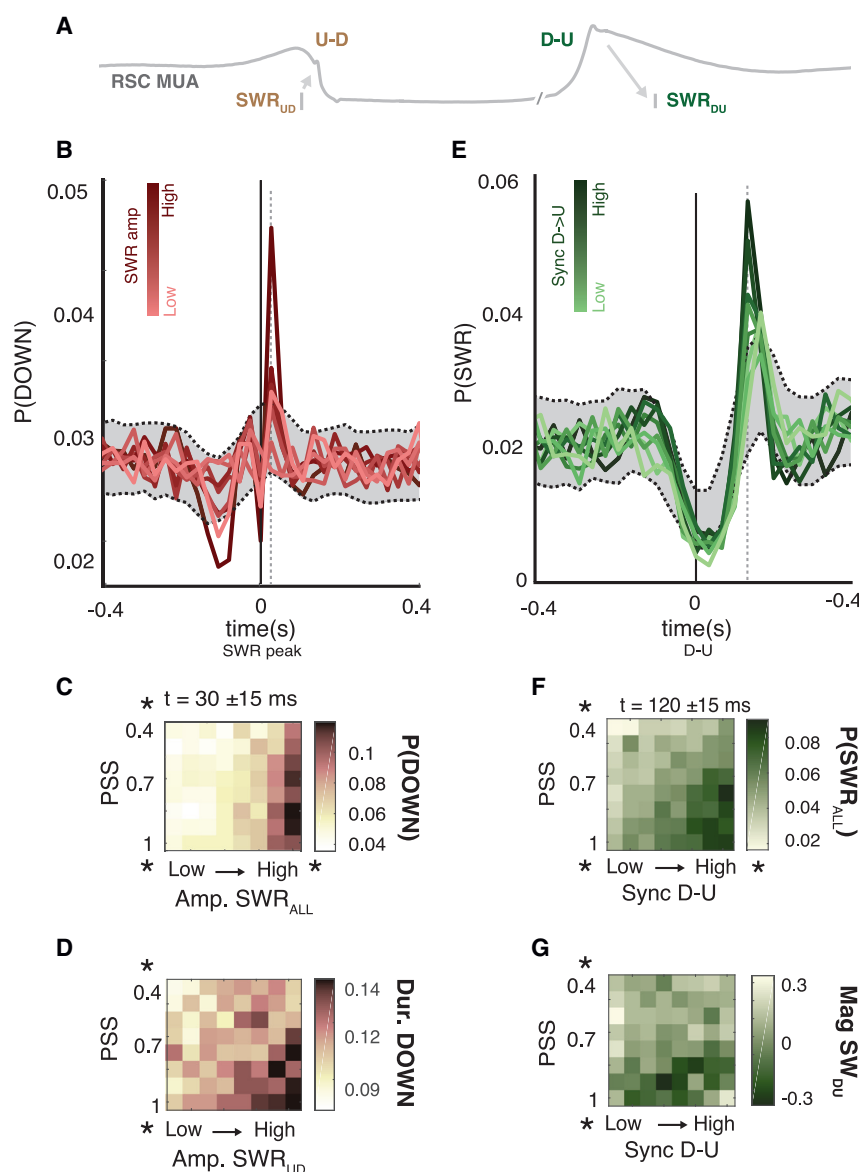 A
U-D
D-U
RSC MUA
SWR_UD
/
SWR_DU
B
0.05
0.04
0.03
0.02
P(DOWN)
SWR amp
High
Low
-0.4
0
0.4
time(s)
SWR peak
E
0.06
0.04
0.02
0
P(SWR)
Sync D->U
High
Low
-0.4
0
-0.4
time(s)
D-U
C
* t = 30 ±15 ms
0.4
0.7
1
PSS
* Low → High *
Amp. SWR_ALL
0.1
0.08
0.06
0.04
P(DOWN)
F
*
t = 120 ±15 ms
0.4
0.7
1
PSS
* Low → High *
Sync D-U
0.08
0.06
0.04
0.02
P(SWR_ALL)
D
*
0.4
0.7
1
PSS
* Low → High
Amp. SWR_UD
0.14
0.12
0.09
Dur. DOWN
G
*
0.4
0.7
1
PSS
* Low → High
Sync D-U
0.3
0
-0.3
Mag SW_DU